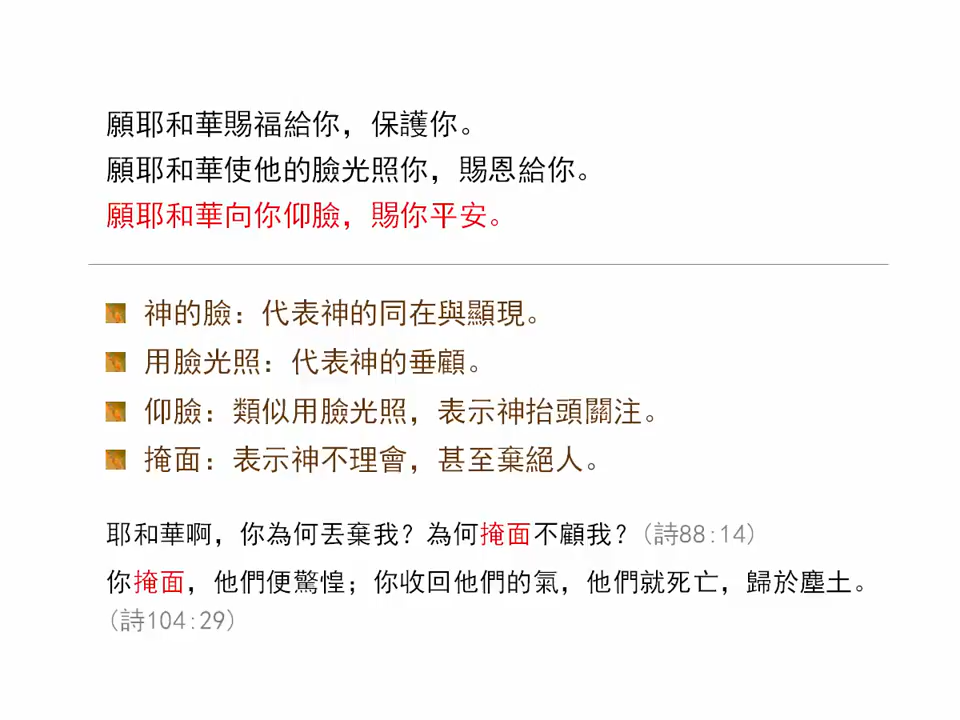 願耶和華賜福給你，保護你。
願耶和華使他的臉光照你，賜恩給你。
願耶和華向你仰臉，賜你平安。
神的臉：代表神的同在與顯現。
用臉光照：代表神的垂顧。
仰臉：類似用臉光照，表示神抬頭關注。
掩面：表示神不理會，甚至棄絕人。
耶和華啊，你為何丟棄我？為何掩面不顧我？(詩88:14)
你掩面，他們便驚惶；你收回他們的氣，他們就死亡，歸於塵土。
(詩104:29)